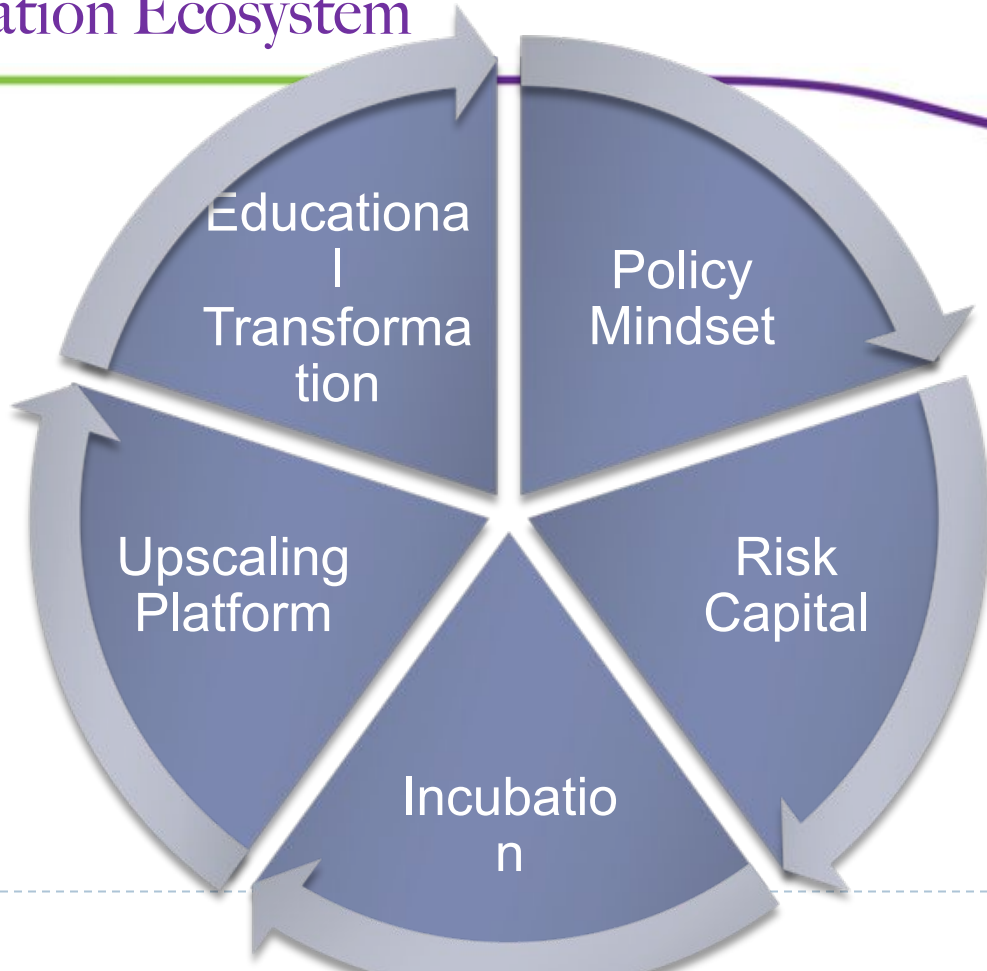 ation Ecosystem
Educationa
l
Transforma
tion
Policy
Mindset
Upscaling
Platform
Risk
Capital
Incubatio
n